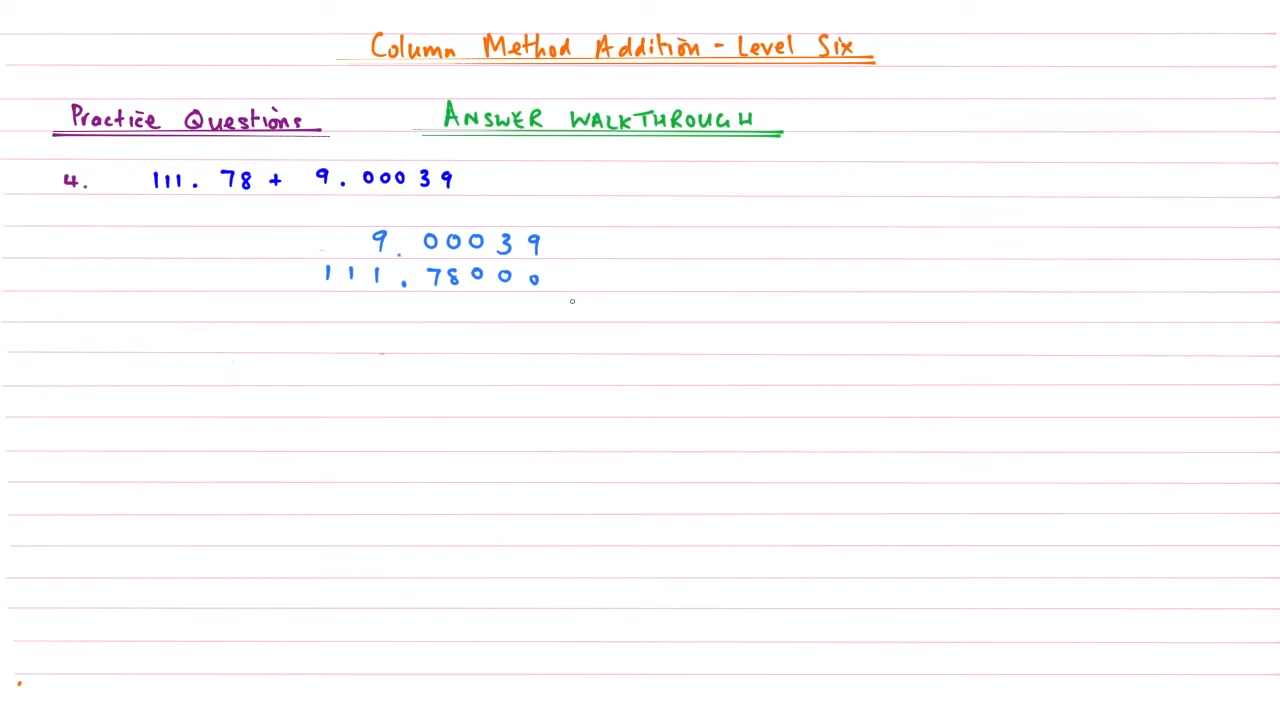 Column Method Addition - Level Six
Practice Questions ANSWER WALKTHROUGH
4. 111.78 + 9.00039
9.00039
111.78000